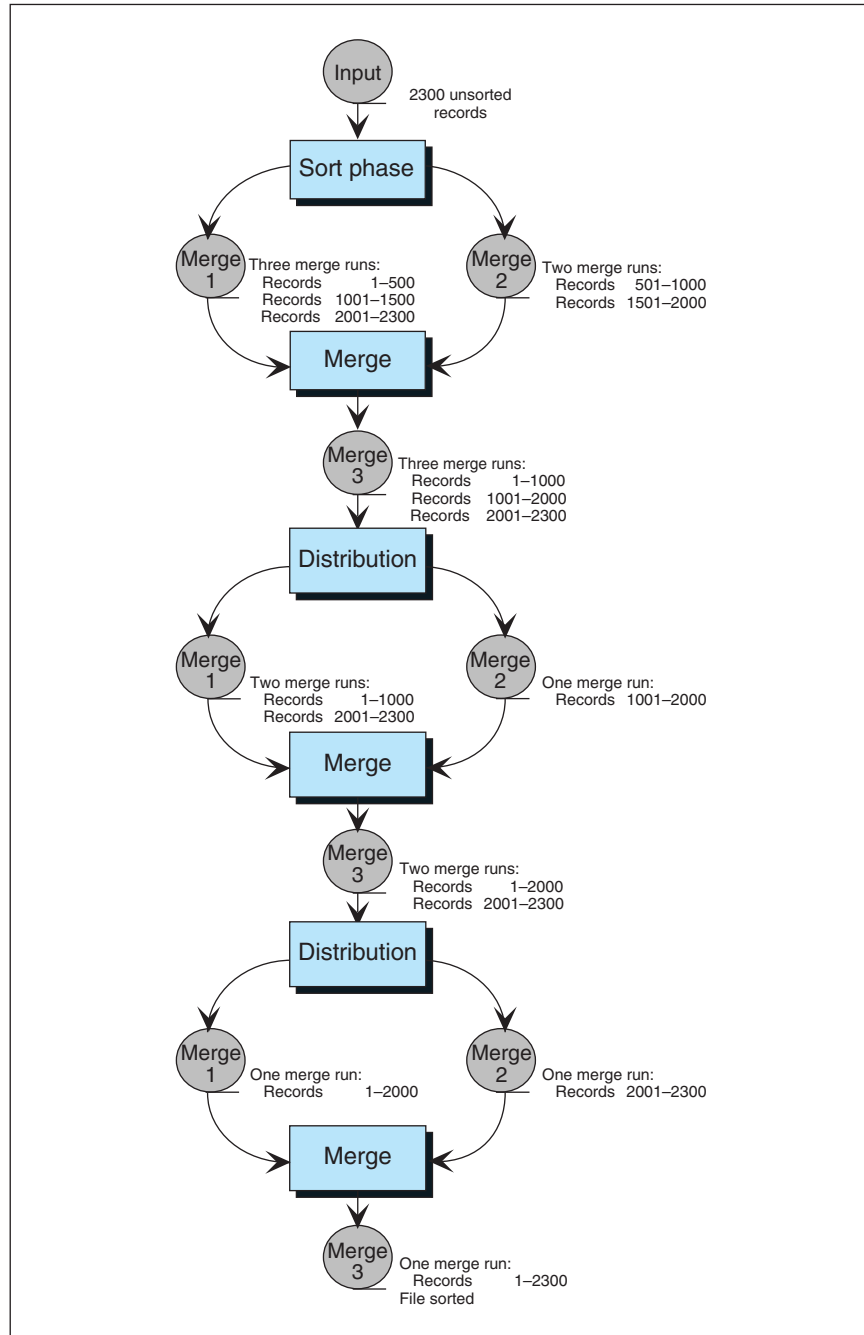 Input
2300 unsorted
records
Sort phase
Merge
1
Three merge runs:
Records 1–500
Records 1001–1500
Records 2001–2300
Merge
2
Two merge runs:
Records 501–1000
Records 1501–2000
Merge
Merge
3
Three merge runs:
Records 1–1000
Records 1001–2000
Records 2001–2300
Distribution
Merge
1
Two merge runs:
Records 1–1000
Records 2001–2300
Merge
2
One merge run:
Records 1001–2000
Merge
Merge
3
Two merge runs:
Records 1–2000
Records 2001–2300
Distribution
Merge
1
One merge run:
Records 1–2000
Merge
2
One merge run:
Records 2001–2300
Merge
Merge
3
One merge run:
Records 1–2300
File sorted